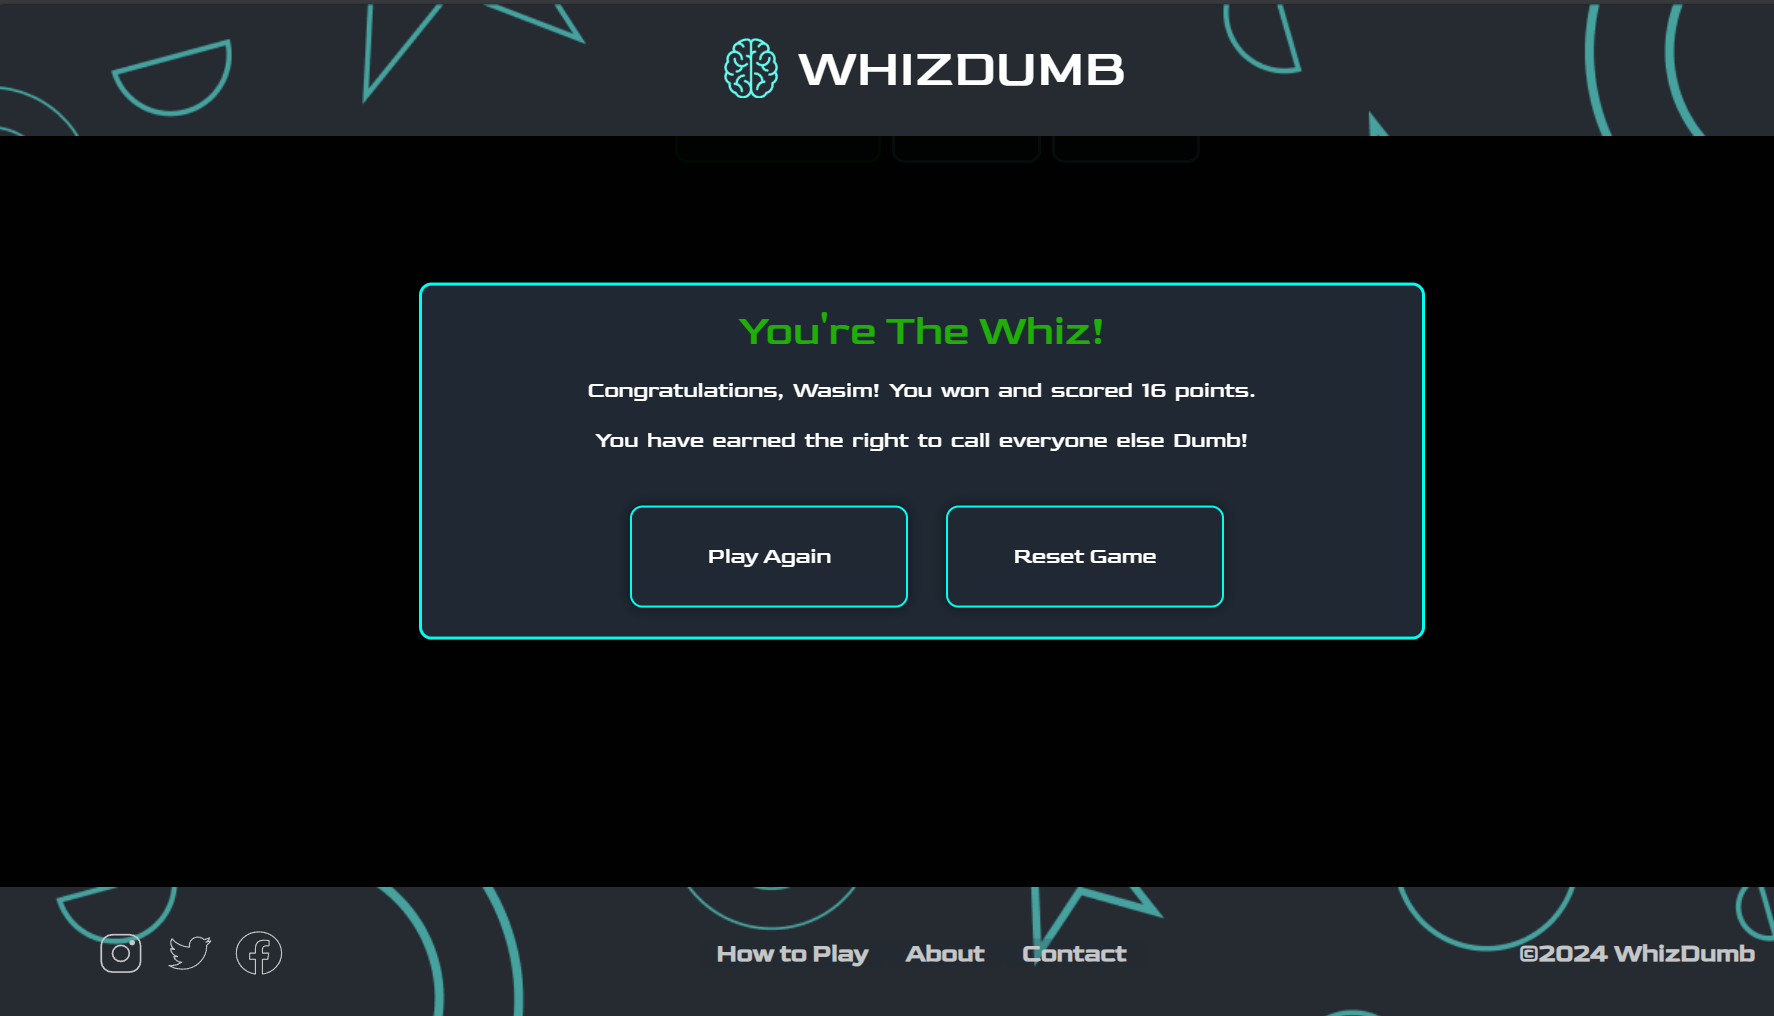 WHIZDUMB
You're The Whiz!
Congratulations, Wasim! You won and scored 16 points.
You have earned the right to call everyone else Dumb!
Play Again
Reset Game
How to Play
About
Contact
©2024 WhizDumb